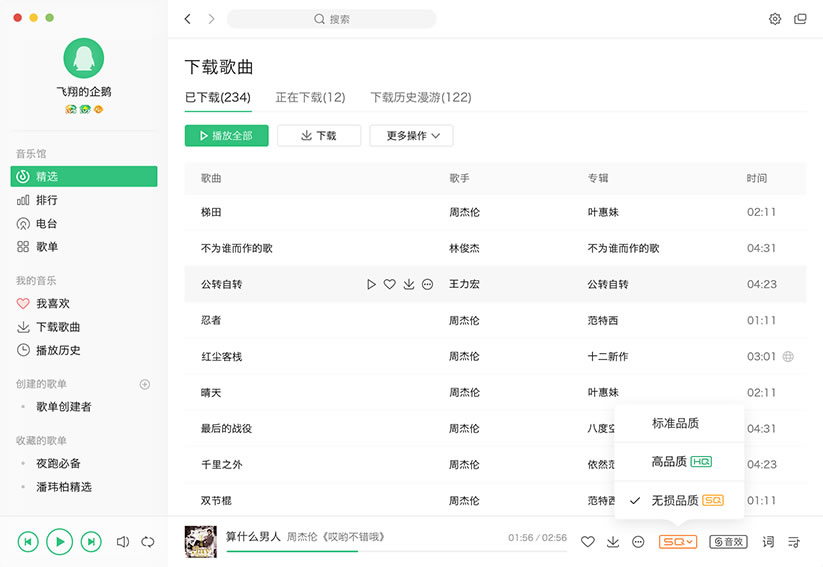 搜索
飞翔的企鹅
音乐馆
精选
排行
电台
歌单
我的音乐
我喜欢
下载歌曲
播放历史
创建的歌单
歌单创建者
收藏的歌单
夜跑必备
潘玮柏精选
下载歌曲
已下载(234) 正在下载(12) 下载历史漫游(122)
播放全部 下载 更多操作
歌曲 歌手 专辑 时间
梯田 周杰伦 叶惠妹 02:11
不为谁而作的歌 林俊杰 不为谁而作的歌 04:31
公转自转 王力宏 公转自转 04:23
忍者 周杰伦 范特西 01:11
红尘客栈 周杰伦 十二新作 03:01
晴天 周杰伦 叶惠妹 02:11
最后的战役 周杰伦 八度 04:31
千里之外 周杰伦 依然 04:23
双节棍 周杰伦 范特西 01:11
标准品质
高品质 HQ
无损品质 SQ
算什么男人 周杰伦《哎哟不错哦》 01:56 / 02:56 SQ 音效 词